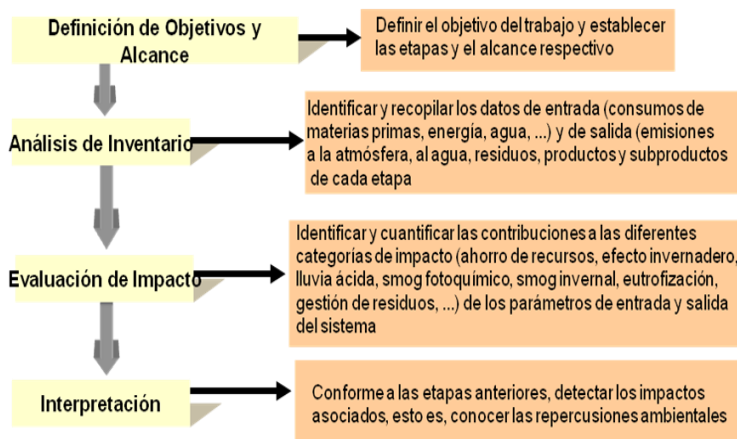 Definición de Objetivos y
Alcance
Definir el objetivo del trabajo y establecer
las etapas y el alcance respectivo
Análisis de Inventario
Identificar y recopilar los datos de entrada (consumos de
materias primas, energía, agua, ...) y de salida (emisiones
a la atmósfera, al agua, residuos, productos y subproductos
de cada etapa
Evaluación de Impacto
Identificar y cuantificar las contribuciones a las diferentes
categorías de impacto (ahorro de recursos, efecto invernadero,
lluvia ácida, smog fotoquímico, smog invernal, eutrofización,
gestión de residuos, ...) de los parámetros de entrada y salida
del sistema
Interpretación
Conforme a las etapas anteriores, detectar los impactos
asociados, esto es, conocer las repercusiones ambientales